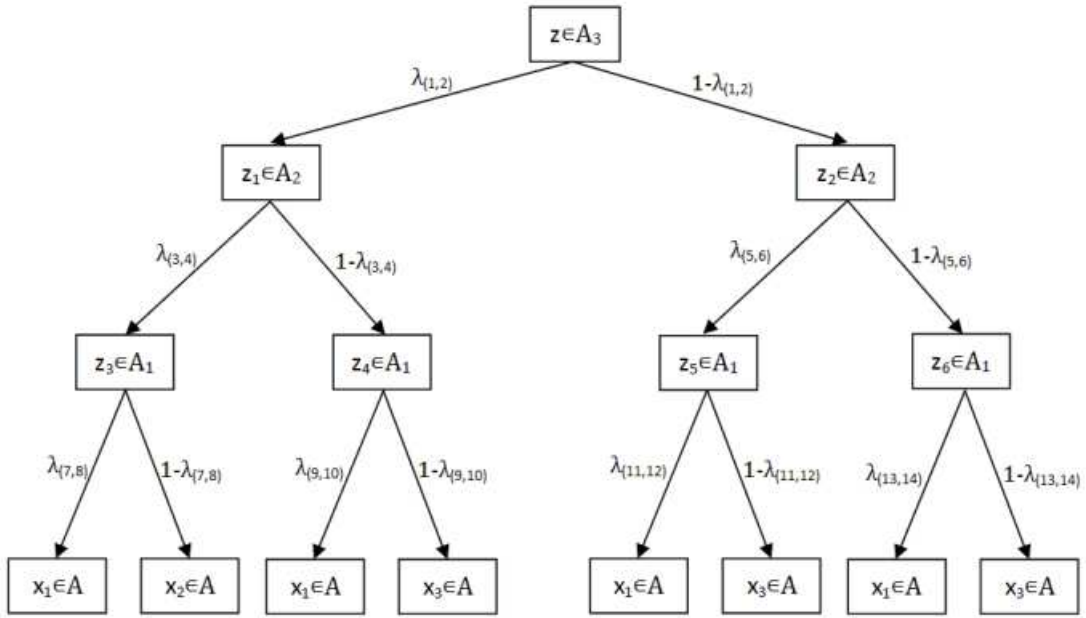 z∈A₃
λ₍₁,₂₎ 1-λ₍₁,₂₎
z₁∈A₂ z₂∈A₂
λ₍₃,₄₎ 1-λ₍₃,₄₎ λ₍₅,₆₎ 1-λ₍₅,₆₎
z₃∈A₁ z₄∈A₁ z₅∈A₁ z₆∈A₁
λ₍₇,₈₎ 1-λ₍₇,₈₎ λ₍₉,₁₀₎ 1-λ₍₉,₁₀₎ λ₍₁₁,₁₂₎ 1-λ₍₁₁,₁₂₎ λ₍₁₃,₁₄₎ 1-λ₍₁₃,₁₄₎
x₁∈A x₂∈A x₁∈A x₃∈A x₁∈A x₃∈A x₁∈A x₃∈A